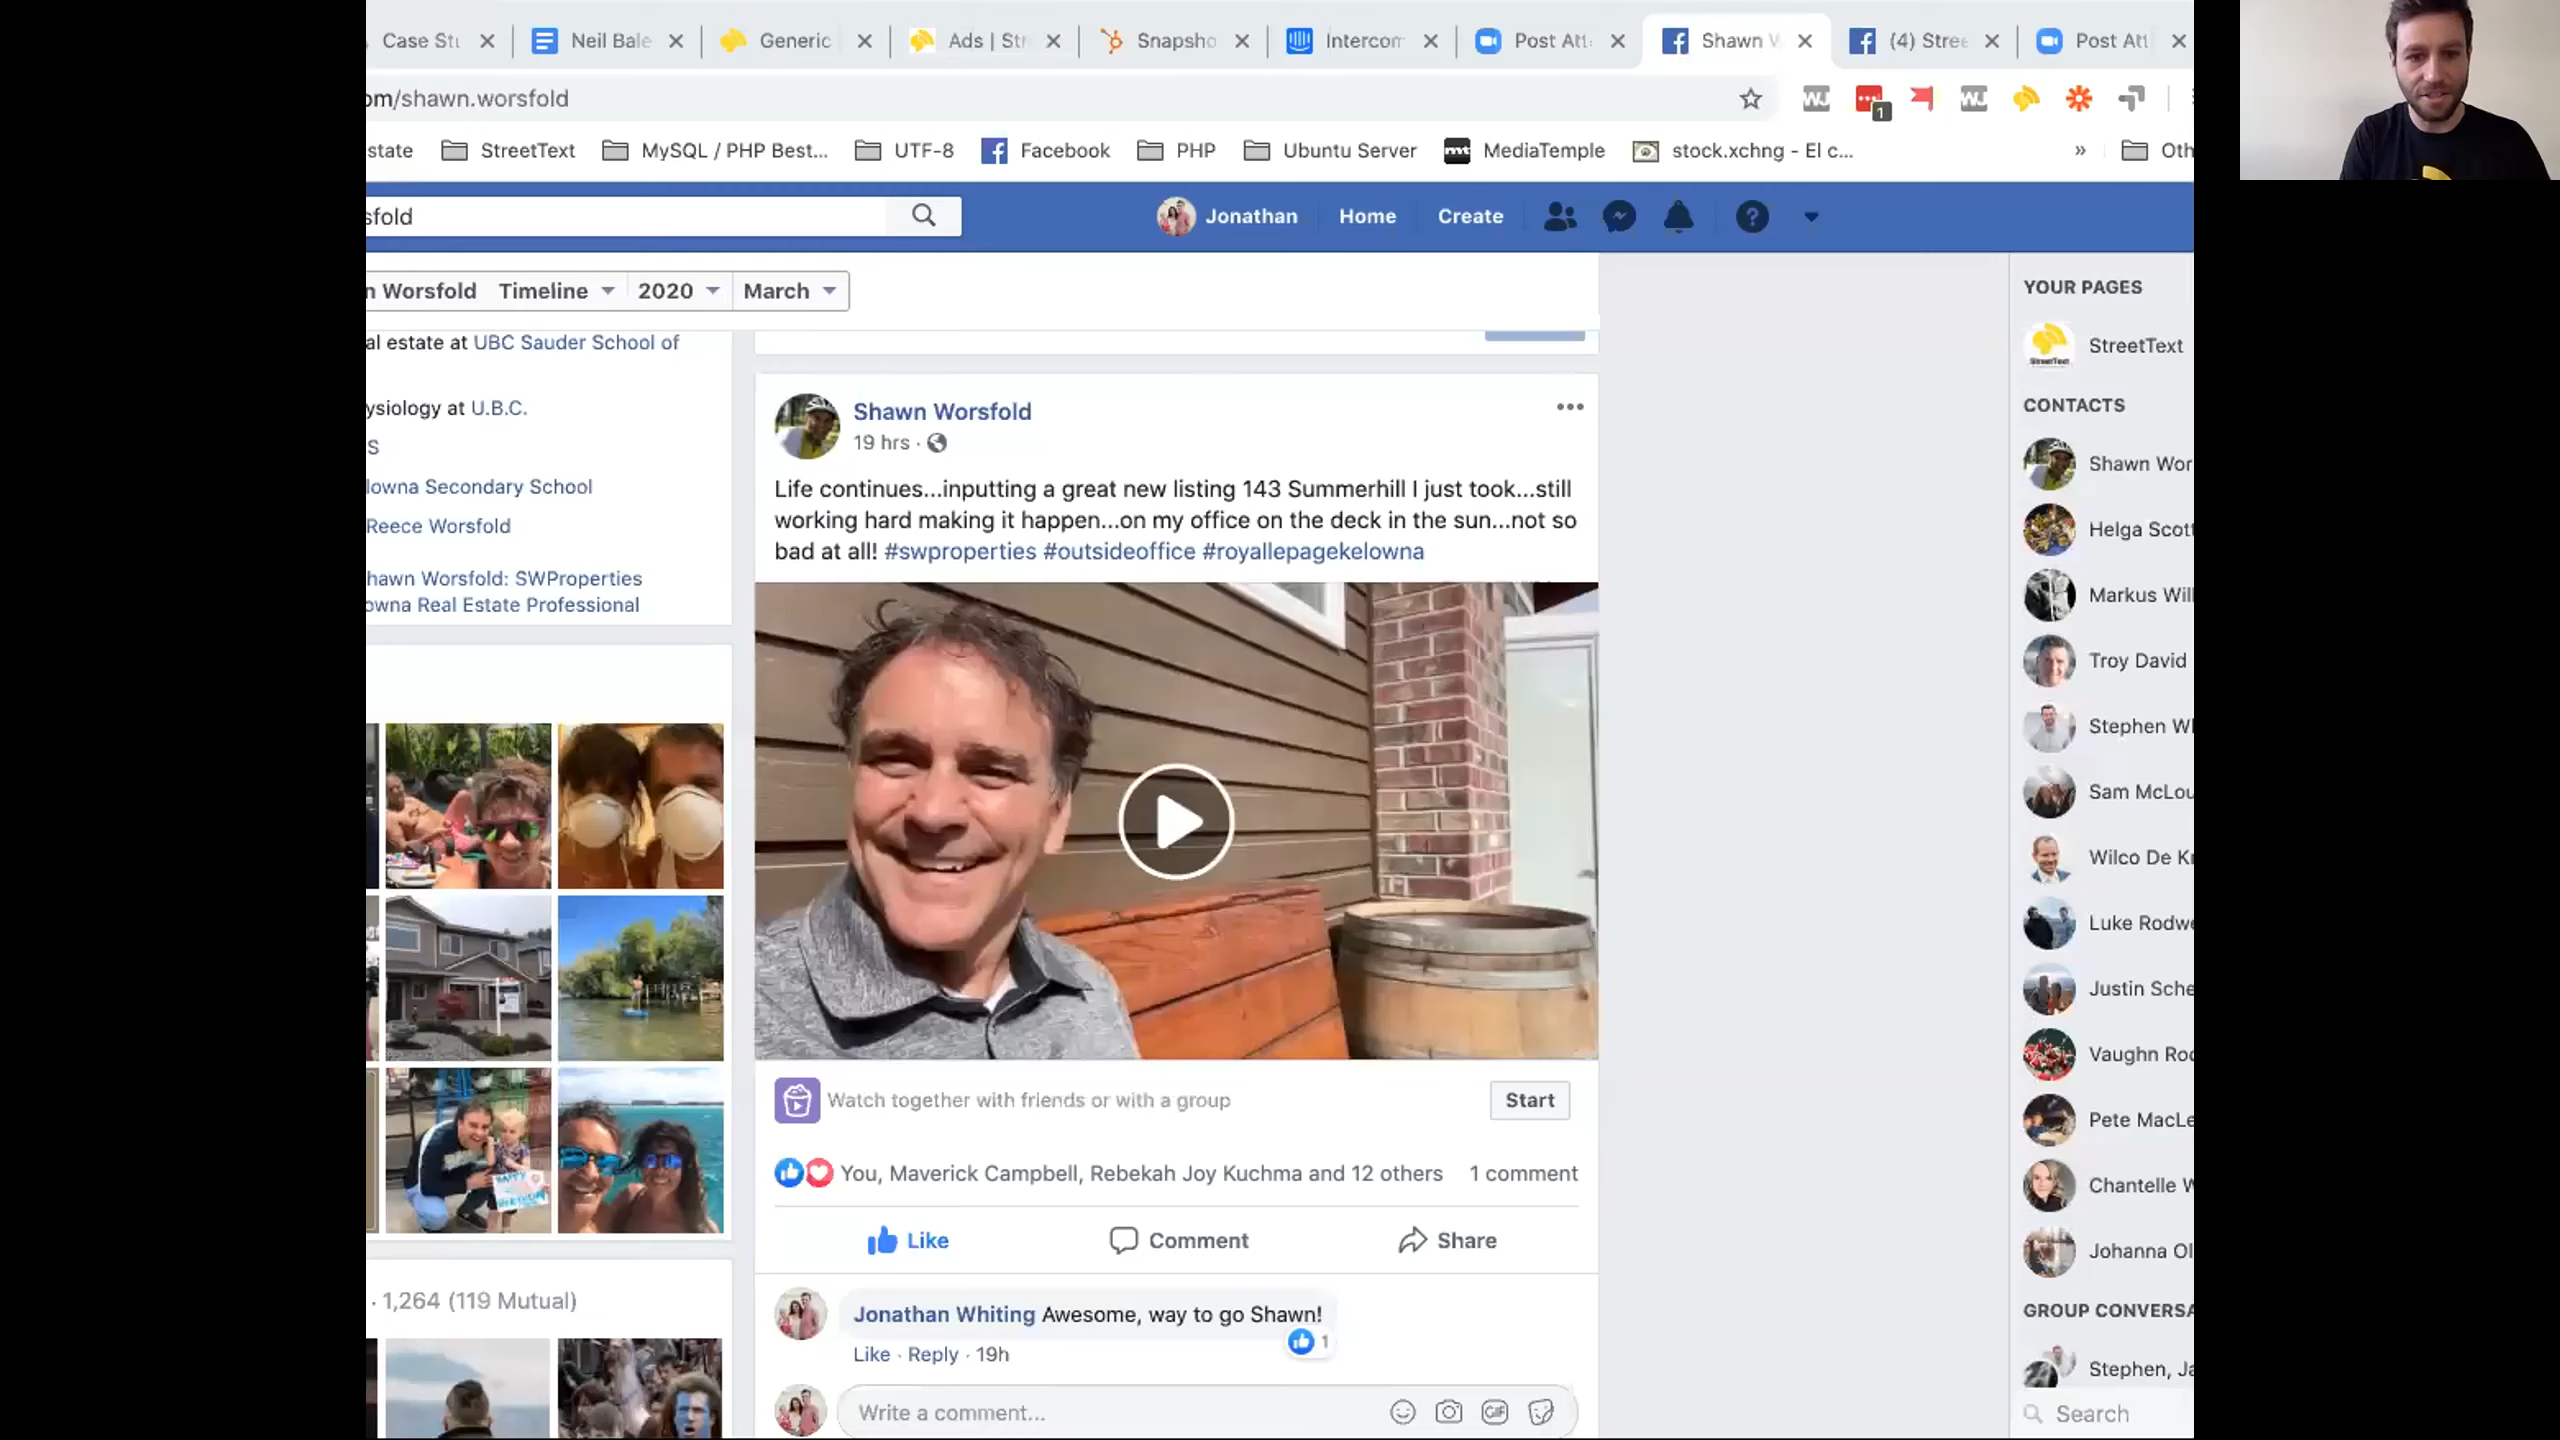 Case Stu
Neil Bale
Generic
Ads | Str
Snapsho
Intercom
Post Att
Shawn W
(4) Stree
Post Att
om/shawn.worsfold
1
state
StreetText
MySQL / PHP Best...
UTF-8
Facebook
PHP
Ubuntu Server
MediaTemple
stock.xchng - El c...
»
Oth
sfold
Jonathan
Home
Create
n Worsfold
Timeline
2020
March
al estate at UBC Sauder School of
ysiology at U.B.C.
S
lowna Secondary School
Reece Worsfold
hawn Worsfold: SWProperties
owna Real Estate Professional
· 1,264 (119 Mutual)
Shawn Worsfold
19 hrs ·
Life continues...inputting a great new listing 143 Summerhill I just took...still
working hard making it happen...on my office on the deck in the sun...not so
bad at all! #swproperties #outsideoffice #royallepagekelowna
Watch together with friends or with a group
Start
You, Maverick Campbell, Rebekah Joy Kuchma and 12 others
1 comment
Like
Comment
Share
Jonathan Whiting Awesome, way to go Shawn!
1
Like · Reply · 19h
Write a comment...
GIF
YOUR PAGES
StreetText
CONTACTS
Shawn Wor
Helga Scott
Markus Will
Troy David
Stephen Wh
Sam McLou
Wilco De Kr
Luke Rodwe
Justin Sche
Vaughn Roc
Pete MacLe
Chantelle W
Johanna Ol
GROUP CONVERSA
Stephen, Ja
Search